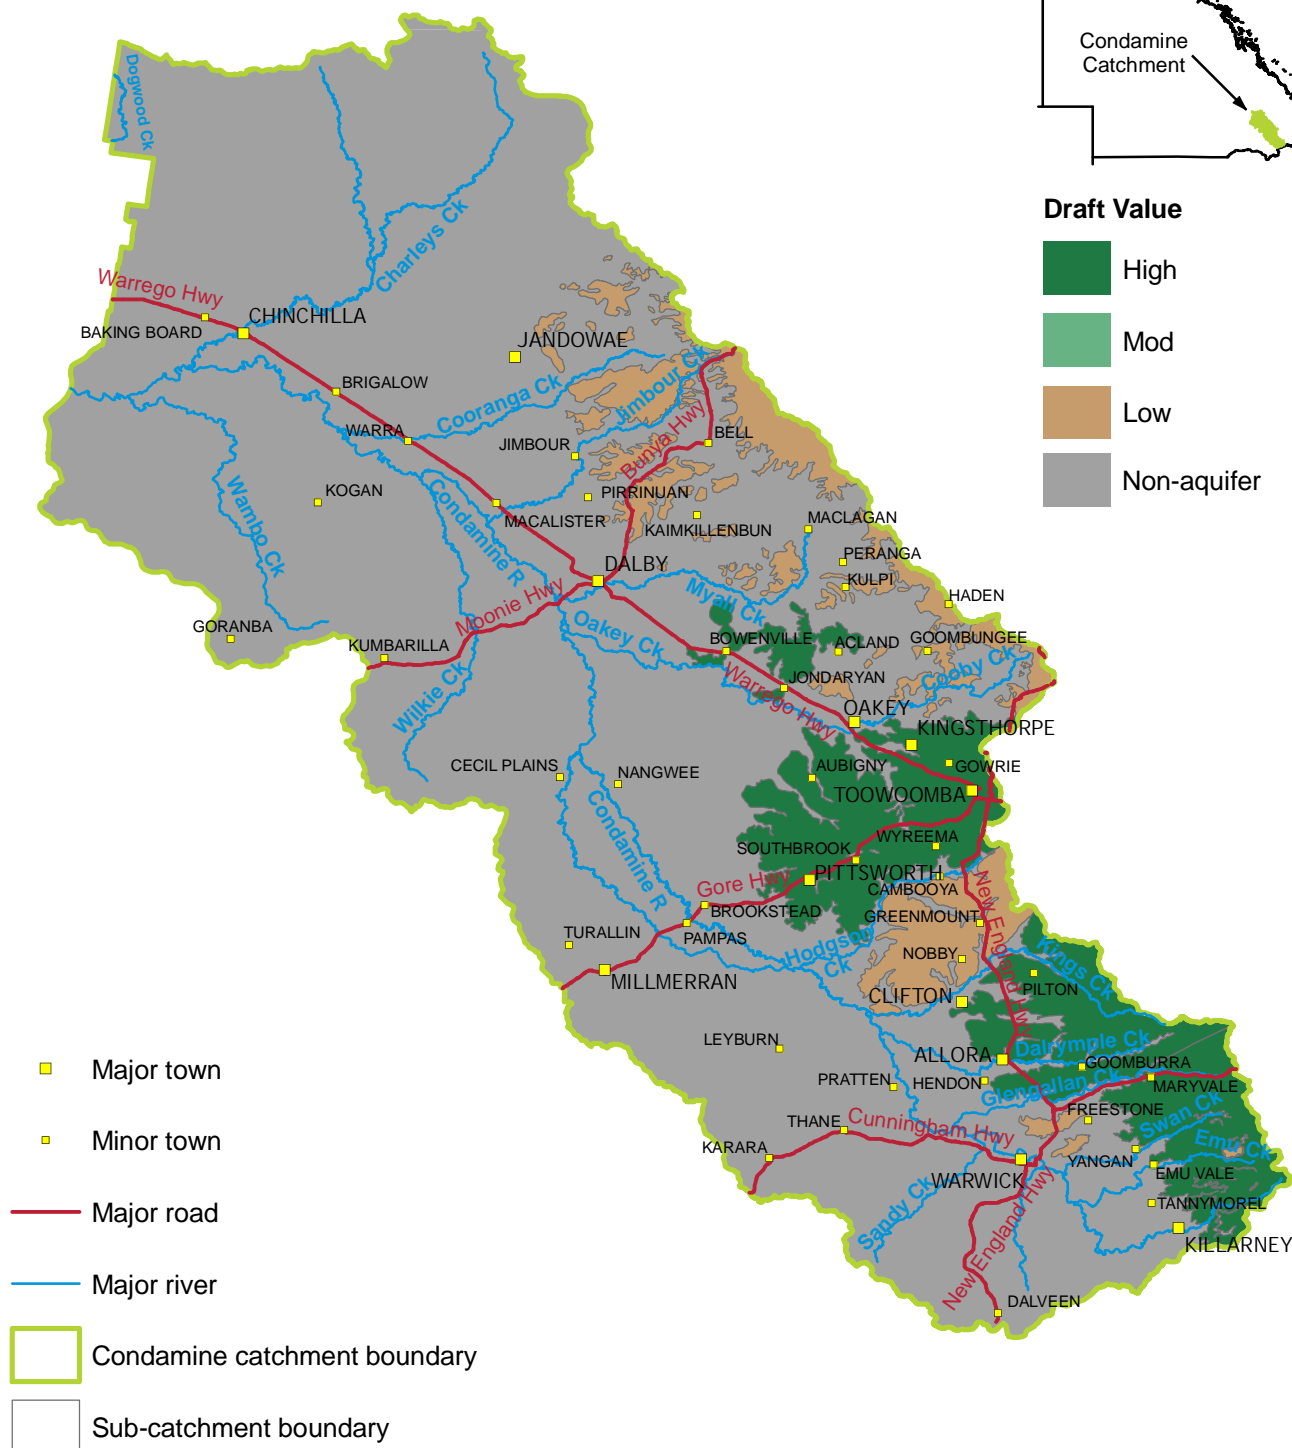 Condamine
Catchment
Draft Value
High
Mod
Low
Non-aquifer
Dogwood Ck
Charleys Ck
Warrego Hwy
CHINCHILLA
BAKING BOARD
JANDOWAE
BRIGALOW
Cooranga Ck
Jimbour Ck
WARRA
JIMBOUR
Bunya Hwy
BELL
KOGAN
Wambo Ck
Condamine R
PIRRINUAN
MACALISTER
KAIMKILLENBUN
MACLAGAN
DALBY
PERANGA
KULPI
Myall Ck
HADEN
Moonie Hwy
GORANBA
KUMBARILLA
Oakey Ck
BOWENVILLE
ACLAND
GOOMBUNGEE
Cooby Ck
JONDARYAN
Warrego Hwy
Wilkie Ck
OAKEY
KINGSTHORPE
CECIL PLAINS
NANGWEE
AUBIGNY
GOWRIE
TOOWOOMBA
Condamine R
WYREEMA
SOUTHBROOK
PITTSWORTH
Gore Hwy
CAMBOOYA
BROOKSTEAD
GREENMOUNT
New England Hwy
TURALLIN
PAMPAS
Hodgson
Ck
NOBBY
Kings Ck
MILLMERRAN
PILTON
CLIFTON
LEYBURN
ALLORA
Dalrymple Ck
GOOMBURRA
PRATTEN
HENDON
Glengallan Ck
MARYVALE
THANE
Cunningham Hwy
FREESTONE
Swan Ck
Emu Ck
KARARA
YANGAN
EMU VALE
WARWICK
Sandy Ck
TANNYMOREL
KILLARNEY
New England Hwy
DALVEEN
Major town
Minor town
Major road
Major river
Condamine catchment boundary
Sub-catchment boundary